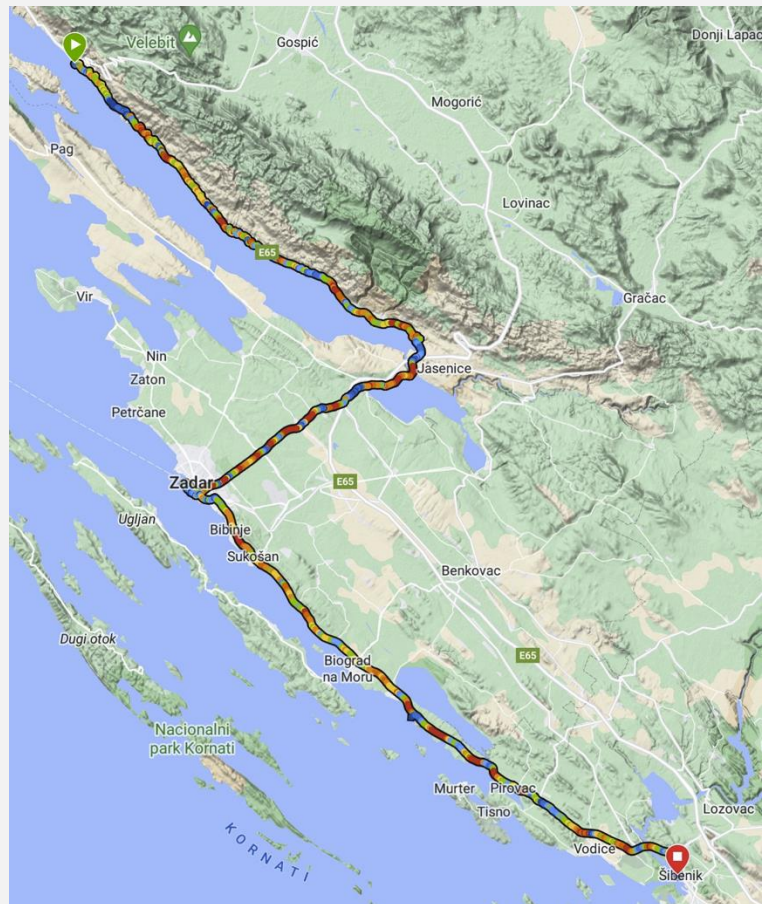 Velebit
Gospić
Donji Lapac
Mogorić
Pag
Lovinac
E65
Gračac
Vir
Nin
Zaton
Jasenice
Petrčane
Zadar
E65
Ugljan
Bibinje
Sukošan
Benkovac
Dugi otok
E65
Biograd
na Moru
Nacionalni
park Kornati
Murter
Pirovac
Tisno
Lozovac
KORNATI
Vodice
Šibenik